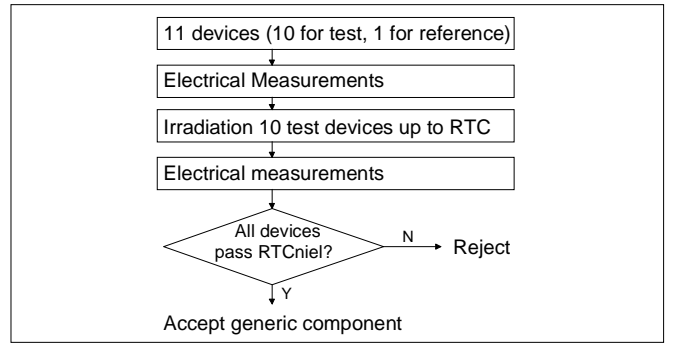 11 devices (10 for test, 1 for reference)
Electrical Measurements
Irradiation 10 test devices up to RTC
Electrical measurements
All devices
pass RTCniel?
N
Reject
Y
Accept generic component